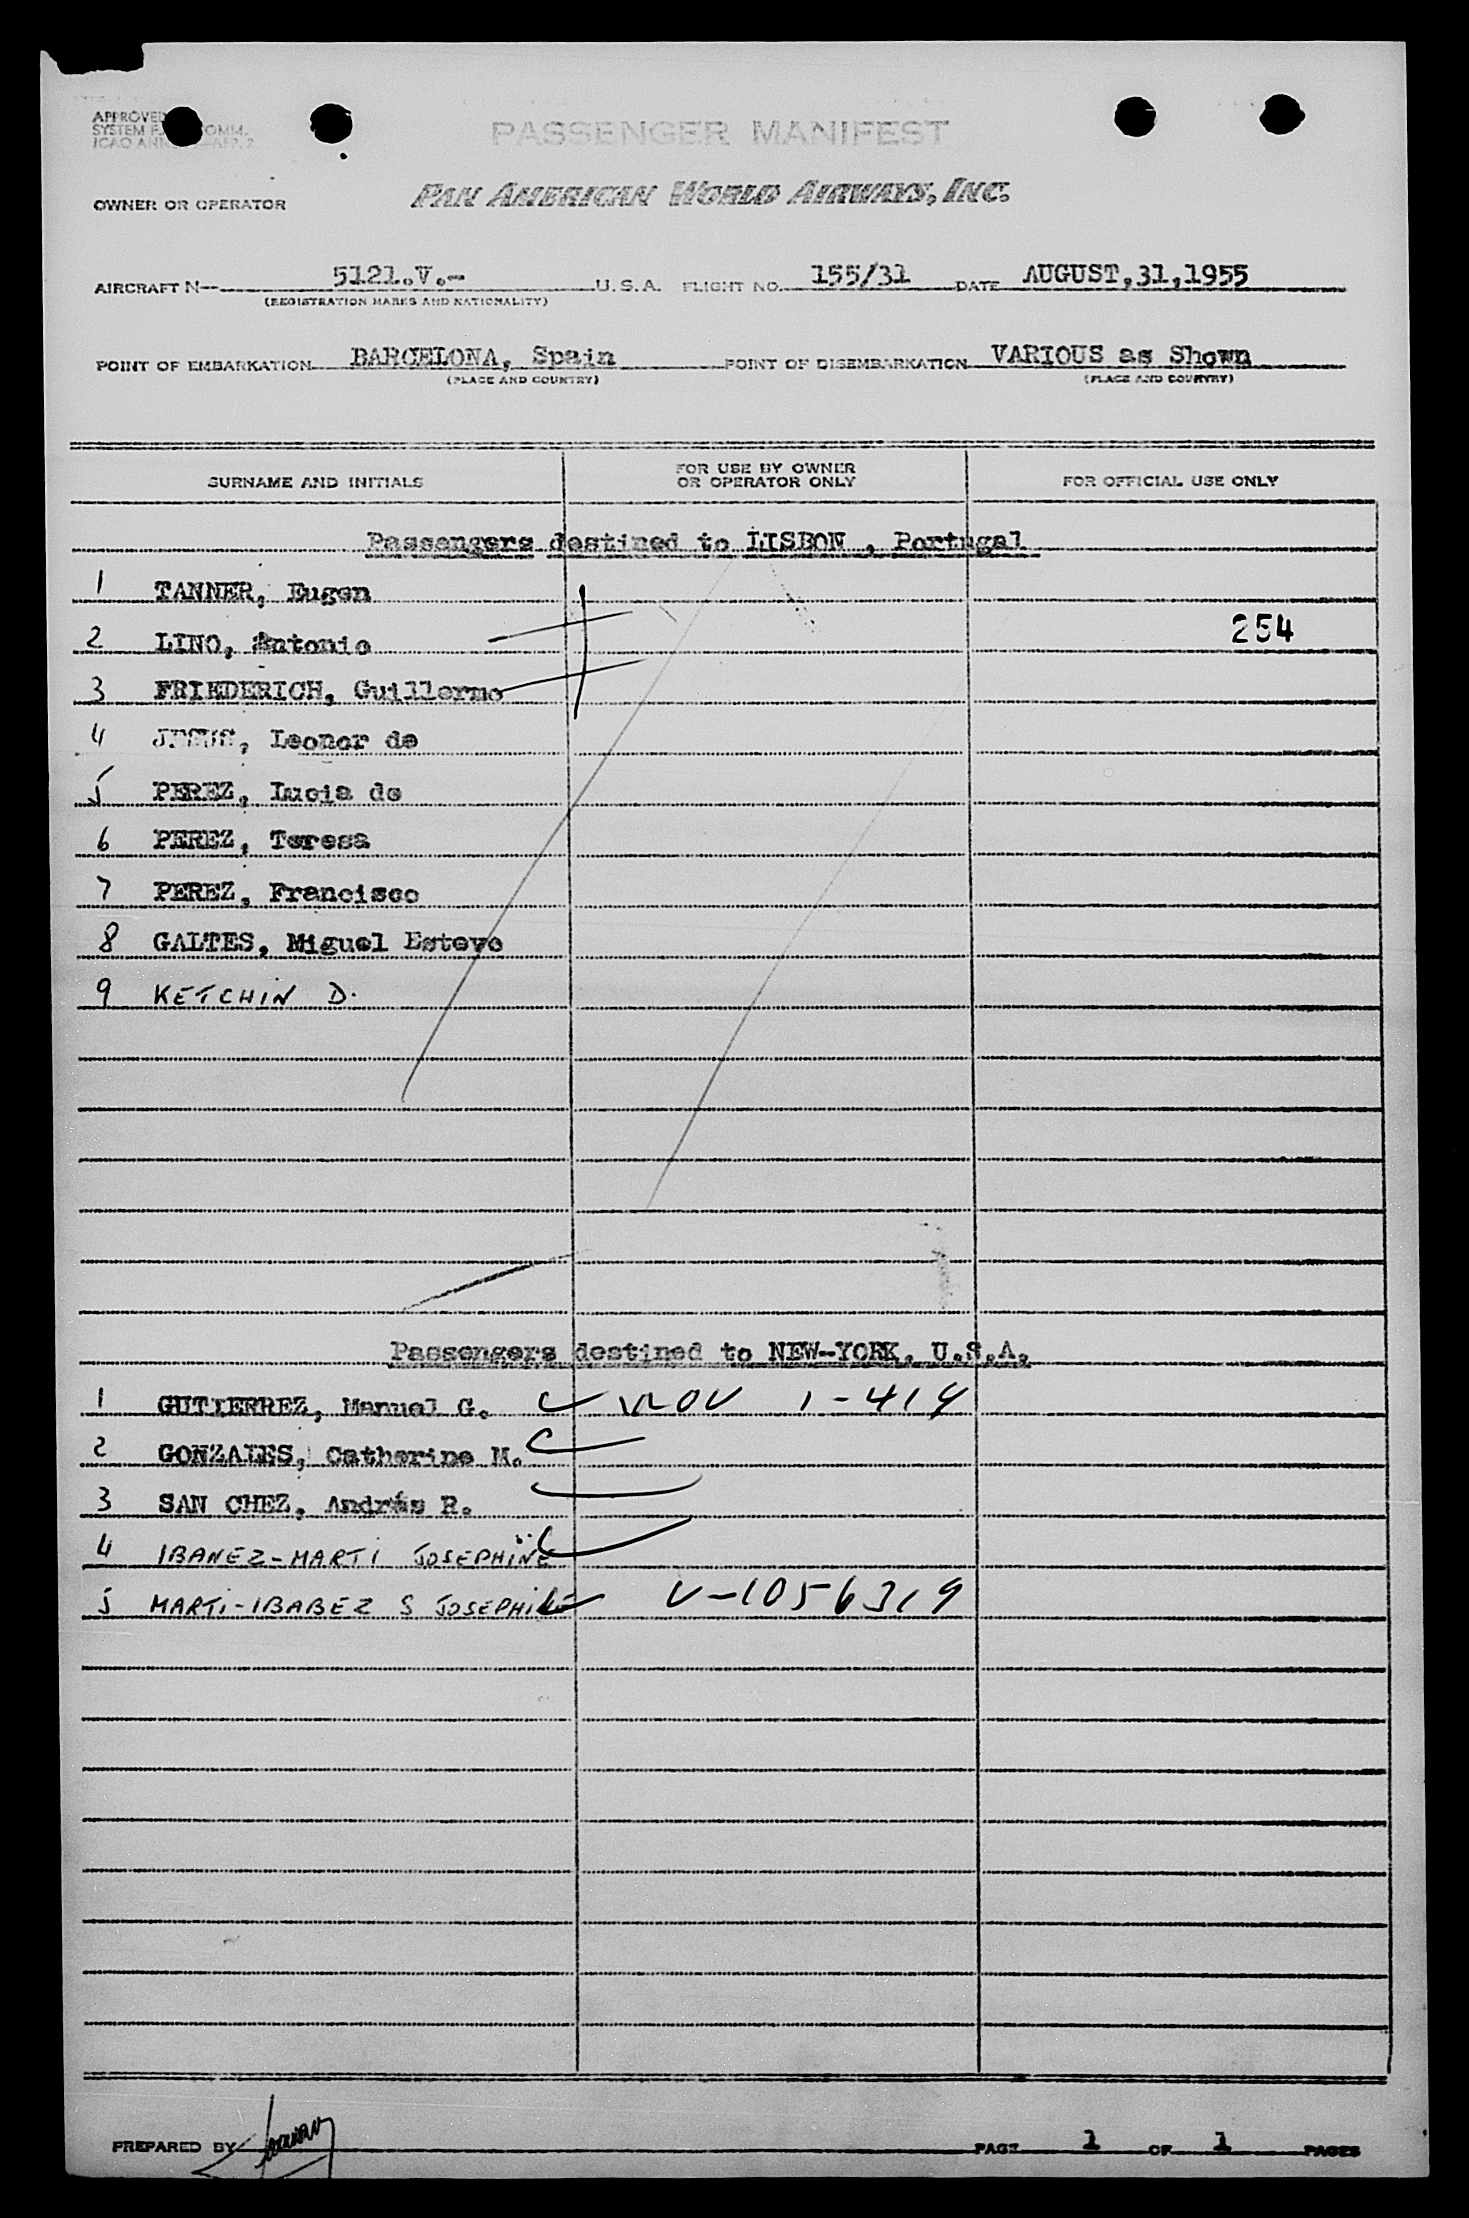 APPROVED
SYSTEM COMM.
ICAO
PASSENGER MANIFEST
OWNER OR OPERATOR PAN AMERICAN WORLD AIRWAYS, INC.
AIRCRAFT N— 5121.V.- U.S.A. FLIGHT NO. 155/31 DATE AUGUST,31,1955
(REGISTRATION MARKS AND NATIONALITY)
POINT OF EMBARKATION BARCELONA, Spain POINT OF DISEMBARKATION VARIOUS as Shown
(PLACE AND COUNTRY) (PLACE AND COUNTRY)
SURNAME AND INITIALS FOR USE BY OWNER OR OPERATOR ONLY FOR OFFICIAL USE ONLY
Passengers destined to LISBON , Portugal
1 TANNER, Eugen
2 LINO, Antonio 254
3 FRIEDERICH, Guillermo
4 JESUS, Leonor de
5 PEREZ, Lucia de
6 PEREZ, Teresa
7 PEREZ, Francisco
8 GALTES, Miguel Esteve
9 KETCHIN D.
Passengers destined to NEW-YORK, U.S.A.
1 GUTIERREZ, Manuel G. 1-414
2 GONZALES, Catherine M.
3 SAN CHEZ, Andrés R.
4 IBANEZ-MARTI JOSEPHINE
5 MARTI-IBABEZ S V-1056319
PREPARED BY PAGE 1 OF 1 PAGES